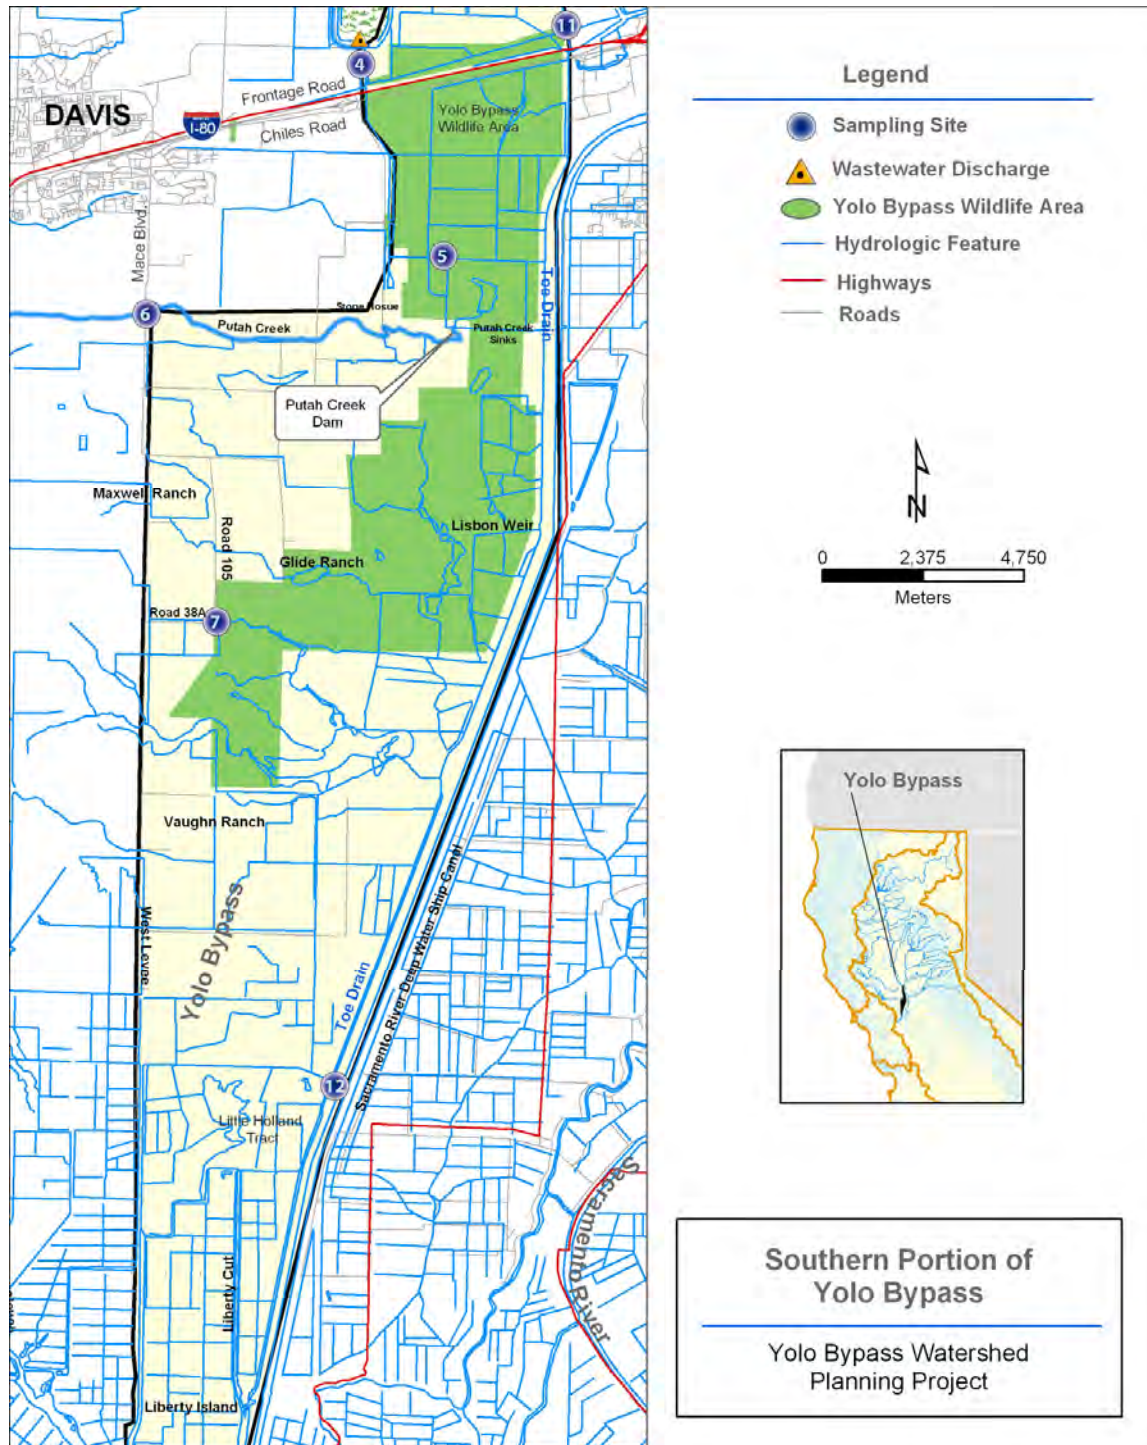 11
4
Frontage Road
DAVIS
I-80
Chiles Road
Yolo Bypass
Wildlife Area
Mace Blvd.
5
Toe Drain
6
Stone Hosue
Putah Creek
Putah Creek
Sinks
Putah Creek
Dam
Maxwell Ranch
Road 105
Lisbon Weir
Glide Ranch
Road 38A
7
Vaughn Ranch
West Levee
Yolo Bypass
Toe Drain
Sacramento River Deep Water Ship Canal
12
Little Holland
Tract
Sacramento River
Liberty Cut
Liberty Island
Legend
Sampling Site
Wastewater Discharge
Yolo Bypass Wildlife Area
Hydrologic Feature
Highways
Roads
N
0 2,375 4,750
Meters
Yolo Bypass
Southern Portion of
Yolo Bypass
Yolo Bypass Watershed
Planning Project